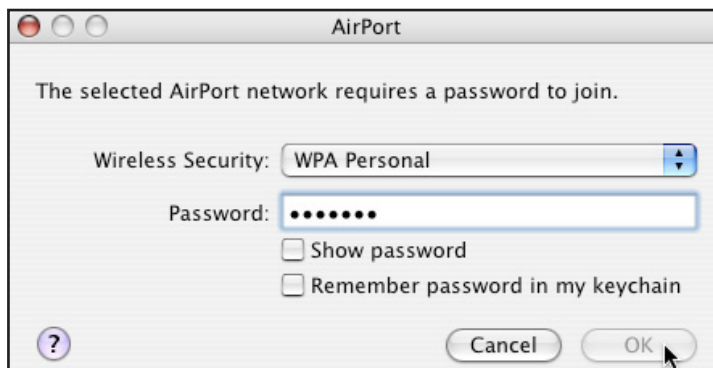 AirPort
The selected AirPort network requires a password to join.
Wireless Security: WPA Personal
Password: •••••••
Show password
Remember password in my keychain
? Cancel OK